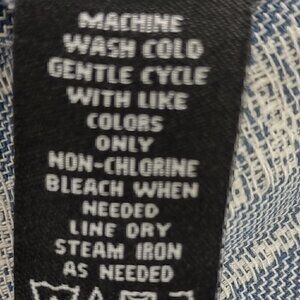 MACHINE
WASH COLD
GENTLE CYCLE
WITH LIKE
COLORS
ONLY
NON-CHLORINE
BLEACH WHEN
NEEDED
LINE DRY
STEAM IRON
AS NEEDED